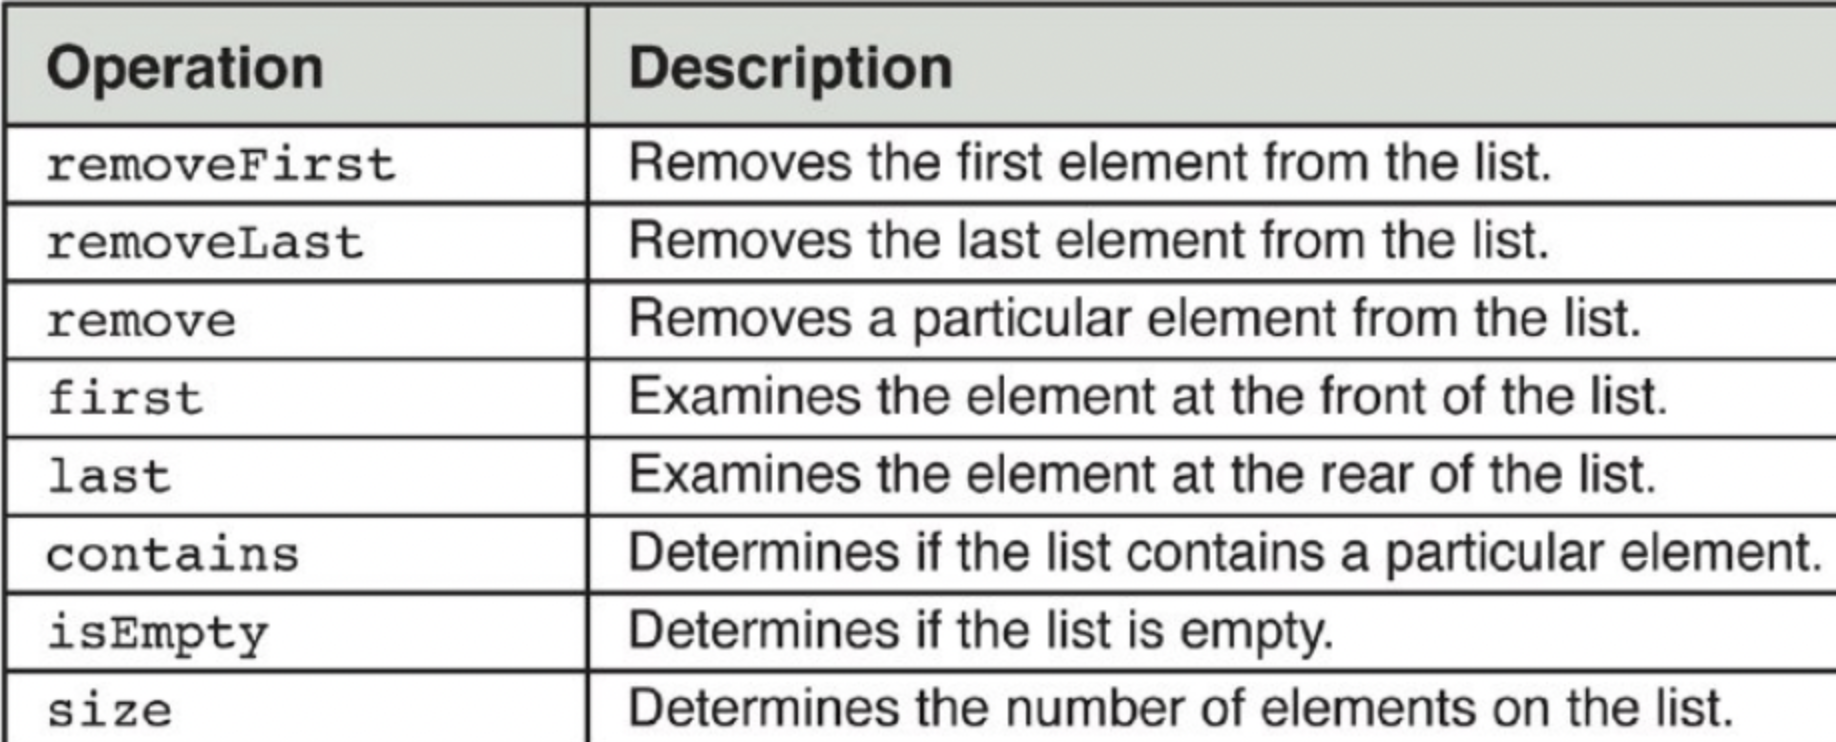 Operation Description
removeFirst Removes the first element from the list.
removeLast Removes the last element from the list.
remove Removes a particular element from the list.
first Examines the element at the front of the list.
last Examines the element at the rear of the list.
contains Determines if the list contains a particular element.
isEmpty Determines if the list is empty.
size Determines the number of elements on the list.